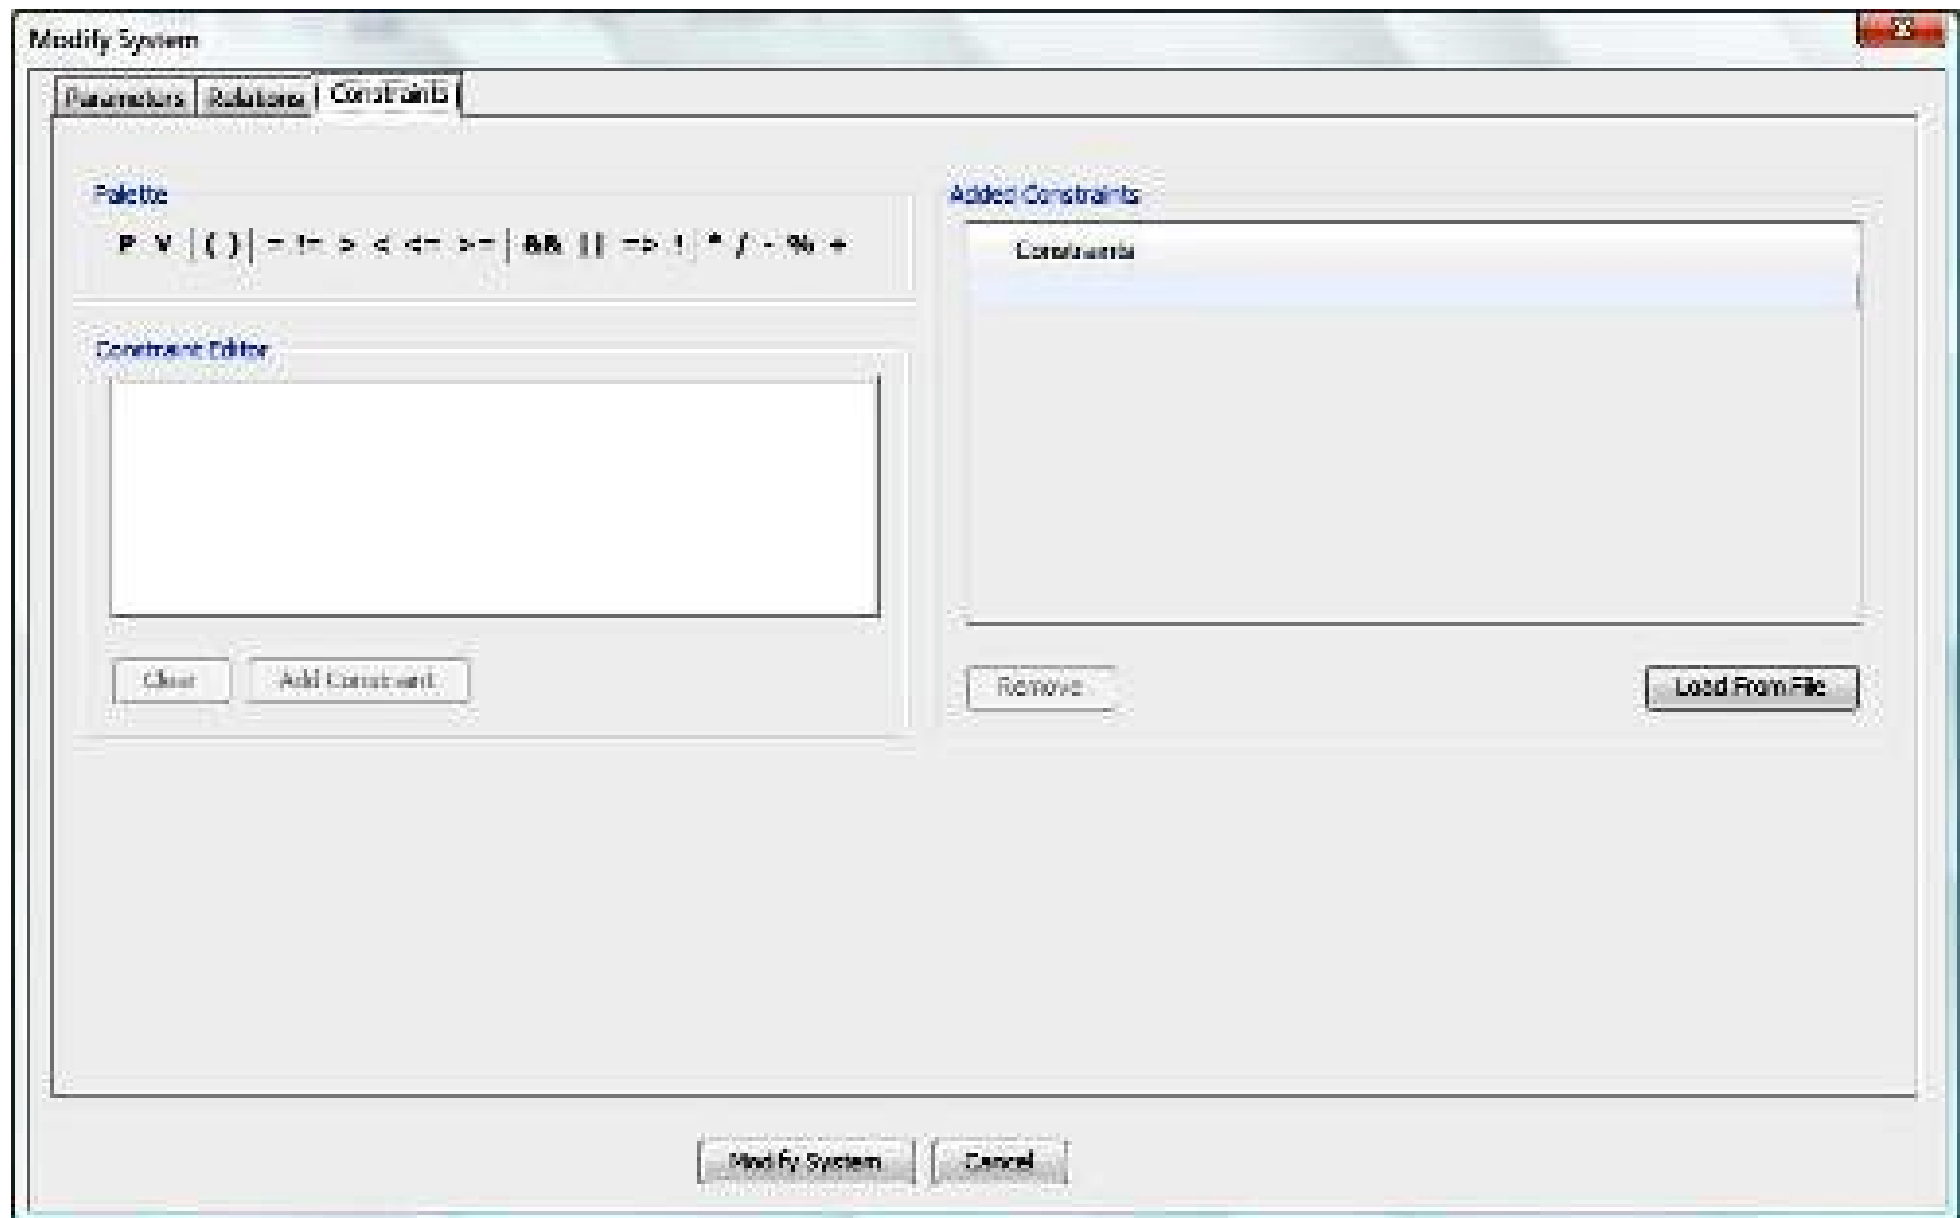 Modify System
Parameters Relations Constraints
Palette
P V ( ) = != > < <= >= && || => ! * / - % +
Constraint Editor
Clear Add Constraint
Added Constraints
Constraints
Remove Load From File
Modify System Cancel